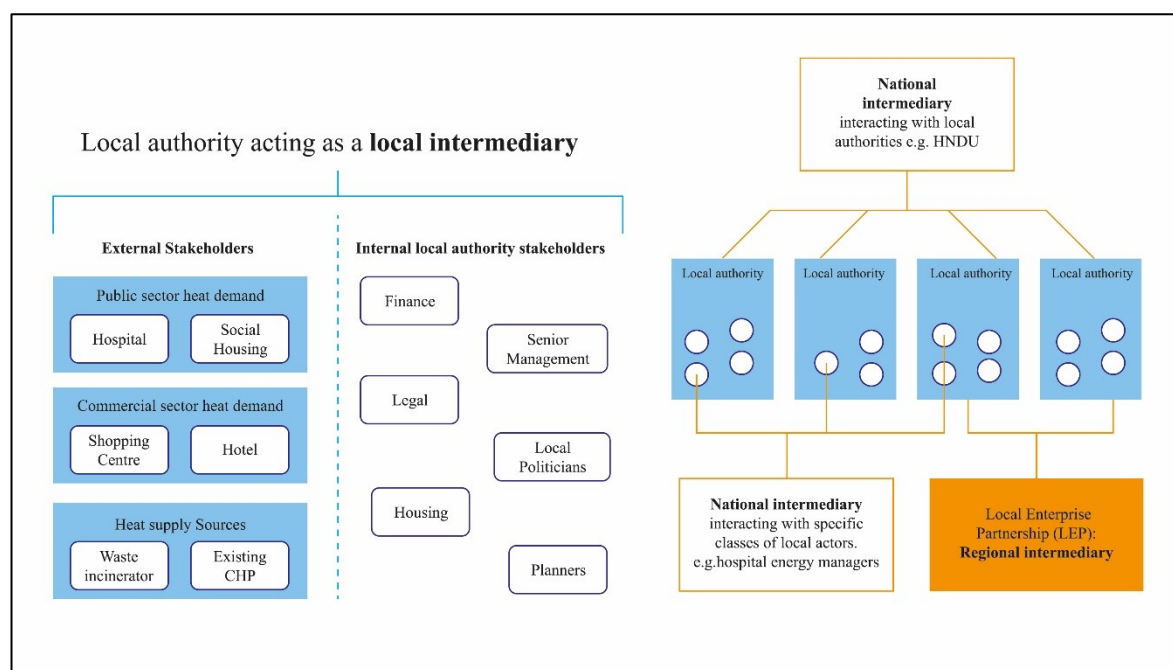 Local authority acting as a local intermediary
External Stakeholders
Public sector heat demand
Hospital
Social
Housing
Commercial sector heat demand
Shopping
Centre
Hotel
Heat supply Sources
Waste
incinerator
Existing
CHP
Internal local authority stakeholders
Finance
Senior
Management
Legal
Local
Politicians
Housing
Planners
National
intermediary
interacting with local
authorities e.g. HNDU
Local authority
Local authority
Local authority
Local authority
National intermediary
interacting with specific
classes of local actors.
e.g.hospital energy managers
Local Enterprise
Partnership (LEP):
Regional intermediary